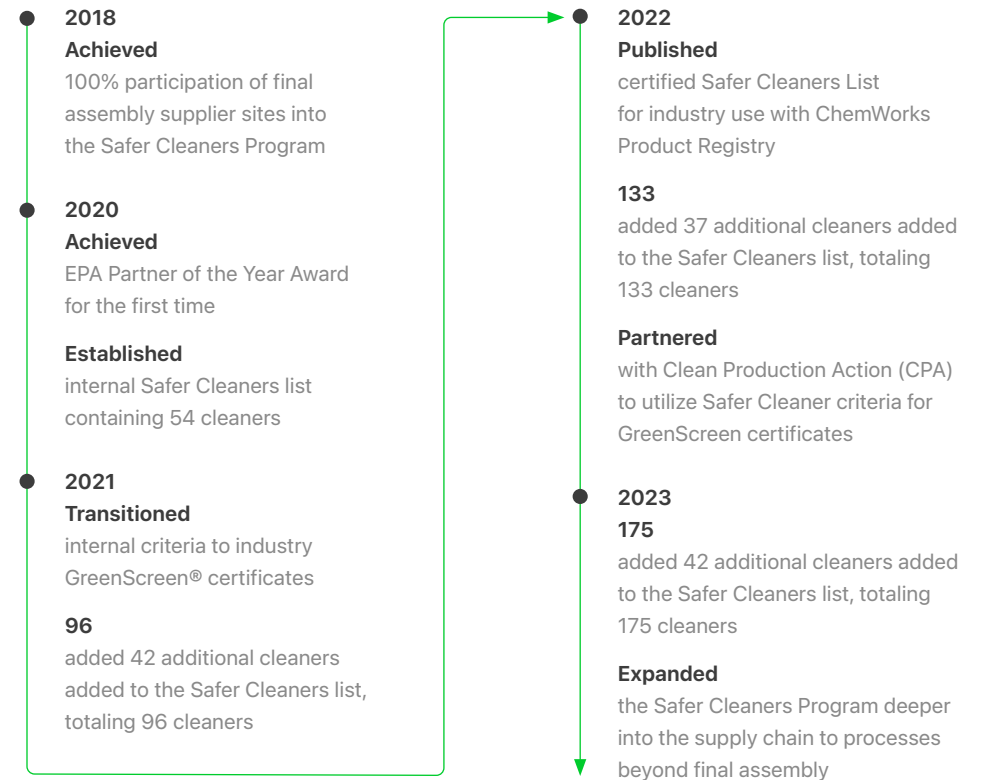 2018
Achieved
100% participation of final
assembly supplier sites into
the Safer Cleaners Program
2020
Achieved
EPA Partner of the Year Award
for the first time
Established
internal Safer Cleaners list
containing 54 cleaners
2021
Transitioned
internal criteria to industry
GreenScreen® certificates
96
added 42 additional cleaners
added to the Safer Cleaners list,
totaling 96 cleaners
2022
Published
certified Safer Cleaners List
for industry use with ChemWorks
Product Registry
133
added 37 additional cleaners added
to the Safer Cleaners list, totaling
133 cleaners
Partnered
with Clean Production Action (CPA)
to utilize Safer Cleaner criteria for
GreenScreen certificates
2023
175
added 42 additional cleaners added
to the Safer Cleaners list, totaling
175 cleaners
Expanded
the Safer Cleaners Program deeper
into the supply chain to processes
beyond final assembly